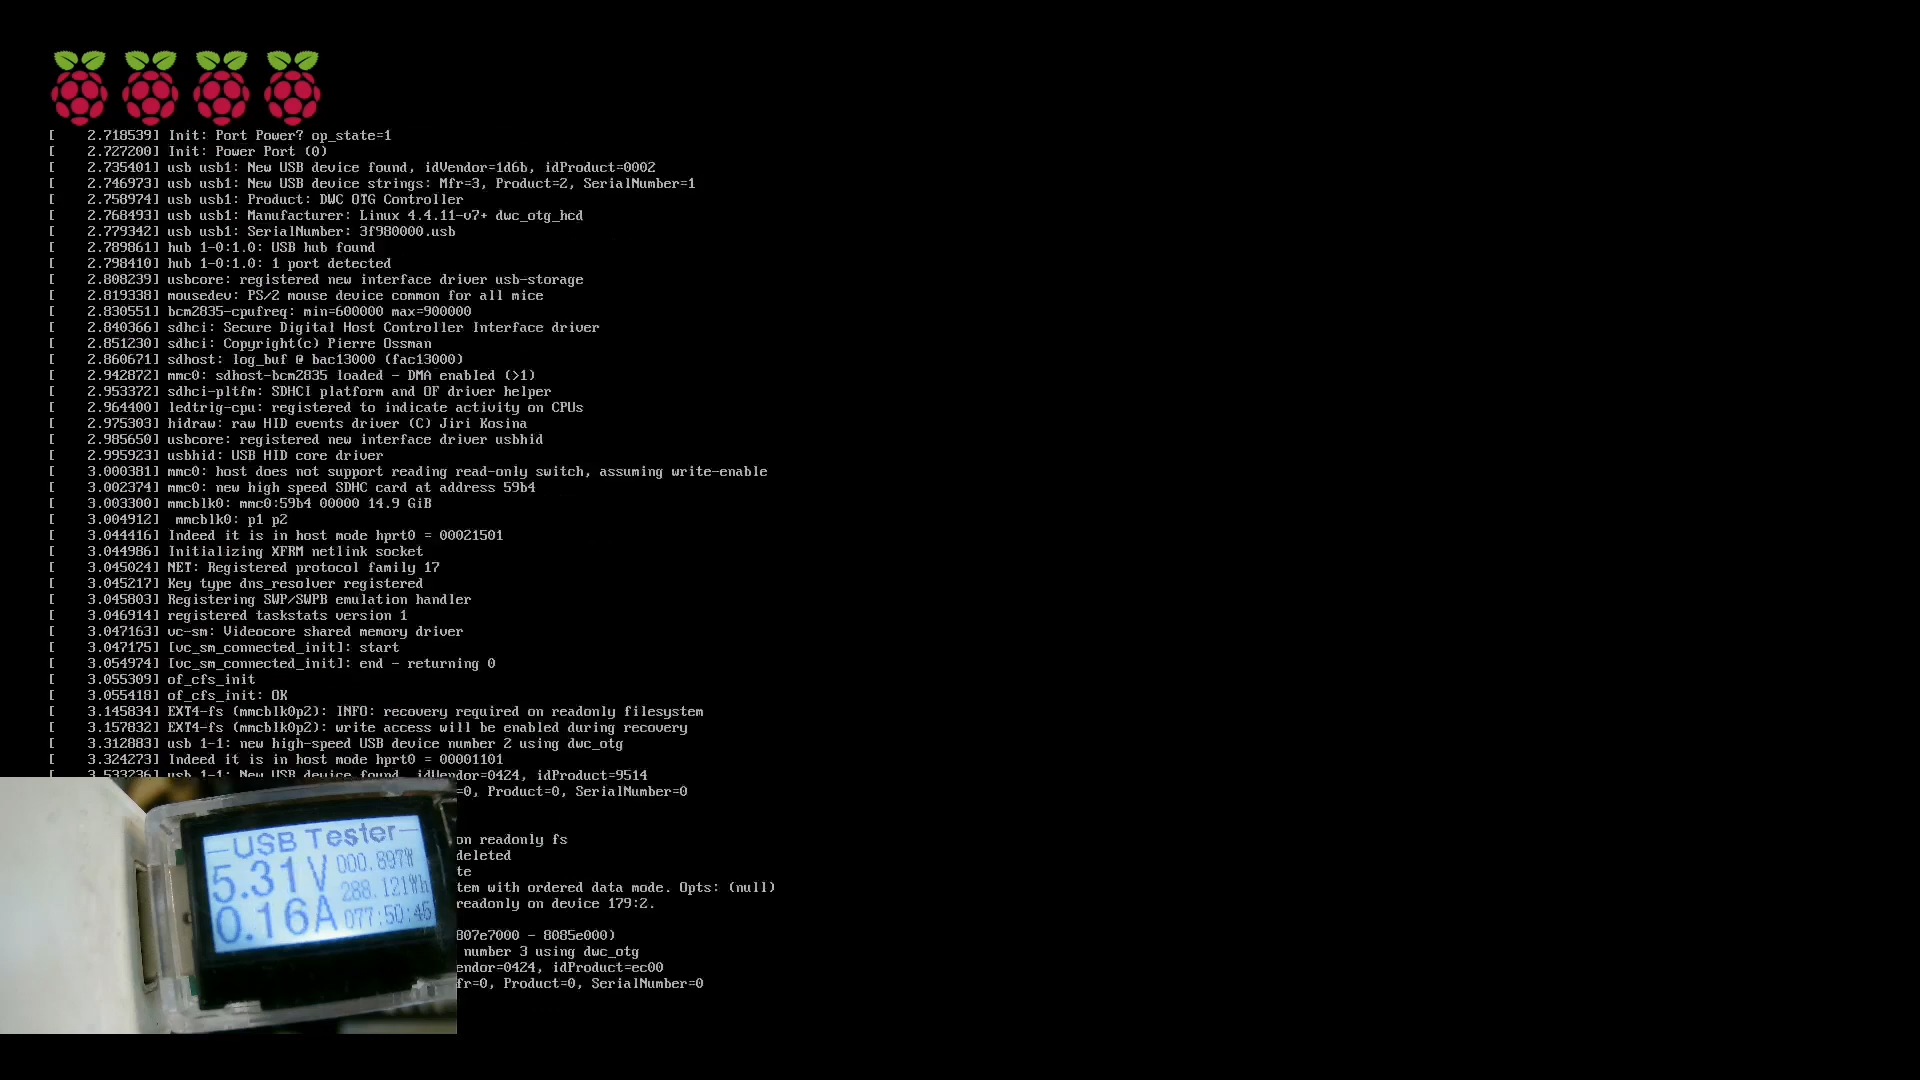 [    2.718539] Init: Port Power? op_state=1
[    2.727200] Init: Power Port (0)
[    2.735401] usb usb1: New USB device found, idVendor=1d6b, idProduct=0002
[    2.746973] usb usb1: New USB device strings: Mfr=3, Product=2, SerialNumber=1
[    2.758974] usb usb1: Product: DWC OTG Controller
[    2.768493] usb usb1: Manufacturer: Linux 4.4.11-v7+ dwc_otg_hcd
[    2.779342] usb usb1: SerialNumber: 3f980000.usb
[    2.789861] hub 1-0:1.0: USB hub found
[    2.798410] hub 1-0:1.0: 1 port detected
[    2.808239] usbcore: registered new interface driver usb-storage
[    2.819338] mousedev: PS/2 mouse device common for all mice
[    2.830551] bcm2835-cpufreq: min=600000 max=900000
[    2.840366] sdhci: Secure Digital Host Controller Interface driver
[    2.851230] sdhci: Copyright(c) Pierre Ossman
[    2.860671] sdhost: log_buf @ bac13000 (fac13000)
[    2.942872] mmc0: sdhost-bcm2835 loaded - DMA enabled (>1)
[    2.953372] sdhci-pltfm: SDHCI platform and OF driver helper
[    2.964400] ledtrig-cpu: registered to indicate activity on CPUs
[    2.975303] hidraw: raw HID events driver (C) Jiri Kosina
[    2.985650] usbcore: registered new interface driver usbhid
[    2.995923] usbhid: USB HID core driver
[    3.000381] mmc0: host does not support reading read-only switch, assuming write-enable
[    3.002374] mmc0: new high speed SDHC card at address 59b4
[    3.003300] mmcblk0: mmc0:59b4 00000 14.9 GiB
[    3.004912]  mmcblk0: p1 p2
[    3.044416] Indeed it is in host mode hprt0 = 00021501
[    3.044986] Initializing XFRM netlink socket
[    3.045024] NET: Registered protocol family 17
[    3.045217] Key type dns_resolver registered
[    3.045803] Registering SWP/SWPB emulation handler
[    3.046914] registered taskstats version 1
[    3.047163] vc-sm: Videocore shared memory driver
[    3.047175] [vc_sm_connected_init]: start
[    3.054974] [vc_sm_connected_init]: end - returning 0
[    3.055309] of_cfs_init
[    3.055418] of_cfs_init: OK
[    3.145834] EXT4-fs (mmcblk0p2): INFO: recovery required on readonly filesystem
[    3.157832] EXT4-fs (mmcblk0p2): write access will be enabled during recovery
[    3.312883] usb 1-1: new high-speed USB device number 2 using dwc_otg
[    3.324273] Indeed it is in host mode hprt0 = 00001101
[    3.533236] usb 1-1: New USB device found, idVendor=0424, idProduct=9514
=0, Product=0, SerialNumber=0
on readonly fs
deleted
te
tem with ordered data mode. Opts: (null)
readonly on device 179:2.
807e7000 - 8085e000)
number 3 using dwc_otg
endor=0424, idProduct=ec00
fr=0, Product=0, SerialNumber=0
USB Tester
5.31V 000.897W
288.121Wh
0.16A 077:50:45